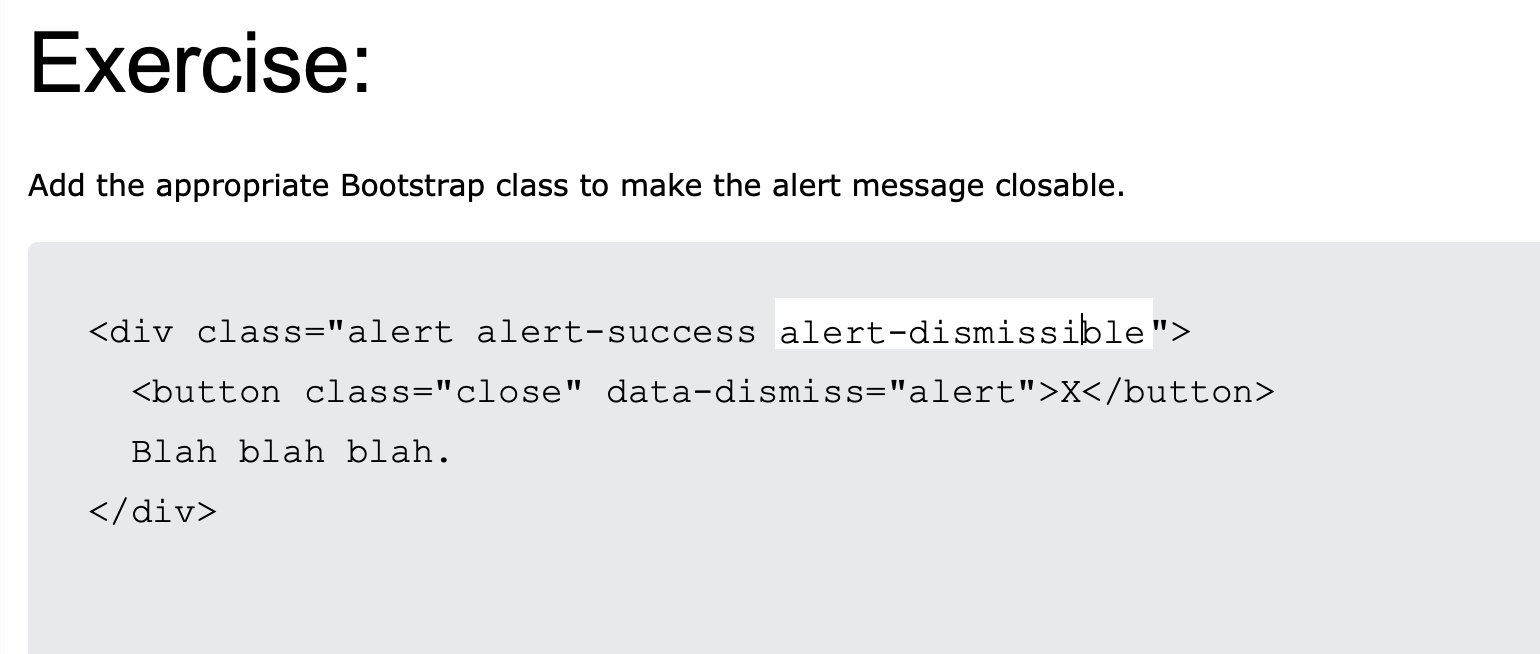 Exercise:
Add the appropriate Bootstrap class to make the alert message closable.
<div class="alert alert-success alert-dismissible">
<button class="close" data-dismiss="alert">X</button>
Blah blah blah.
</div>